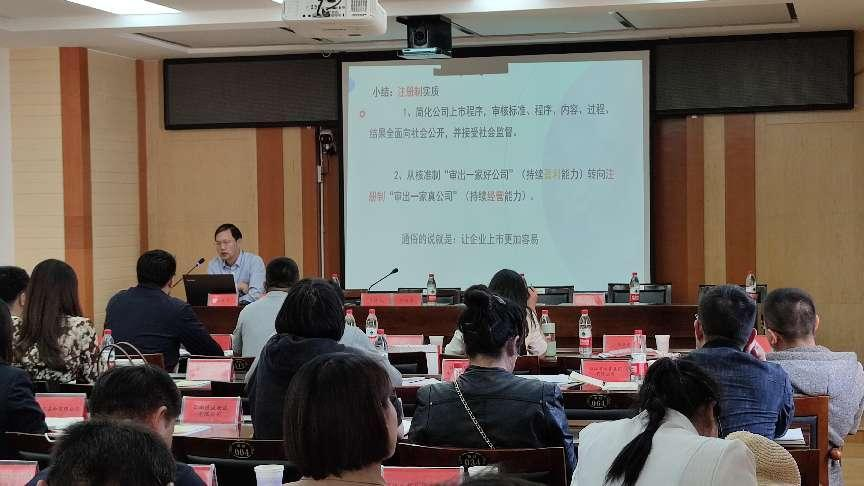 小结：注册制实质
1、简化公司上市程序，审核标准、程序、内容、过程、
结果全面向社会公开，并接受社会监督。
2、从核准制“审出一家好公司”（持续盈利能力）转向注
册制“审出一家真公司”（持续经营能力）。
通俗的说就是：让企业上市更加容易
004
064
034